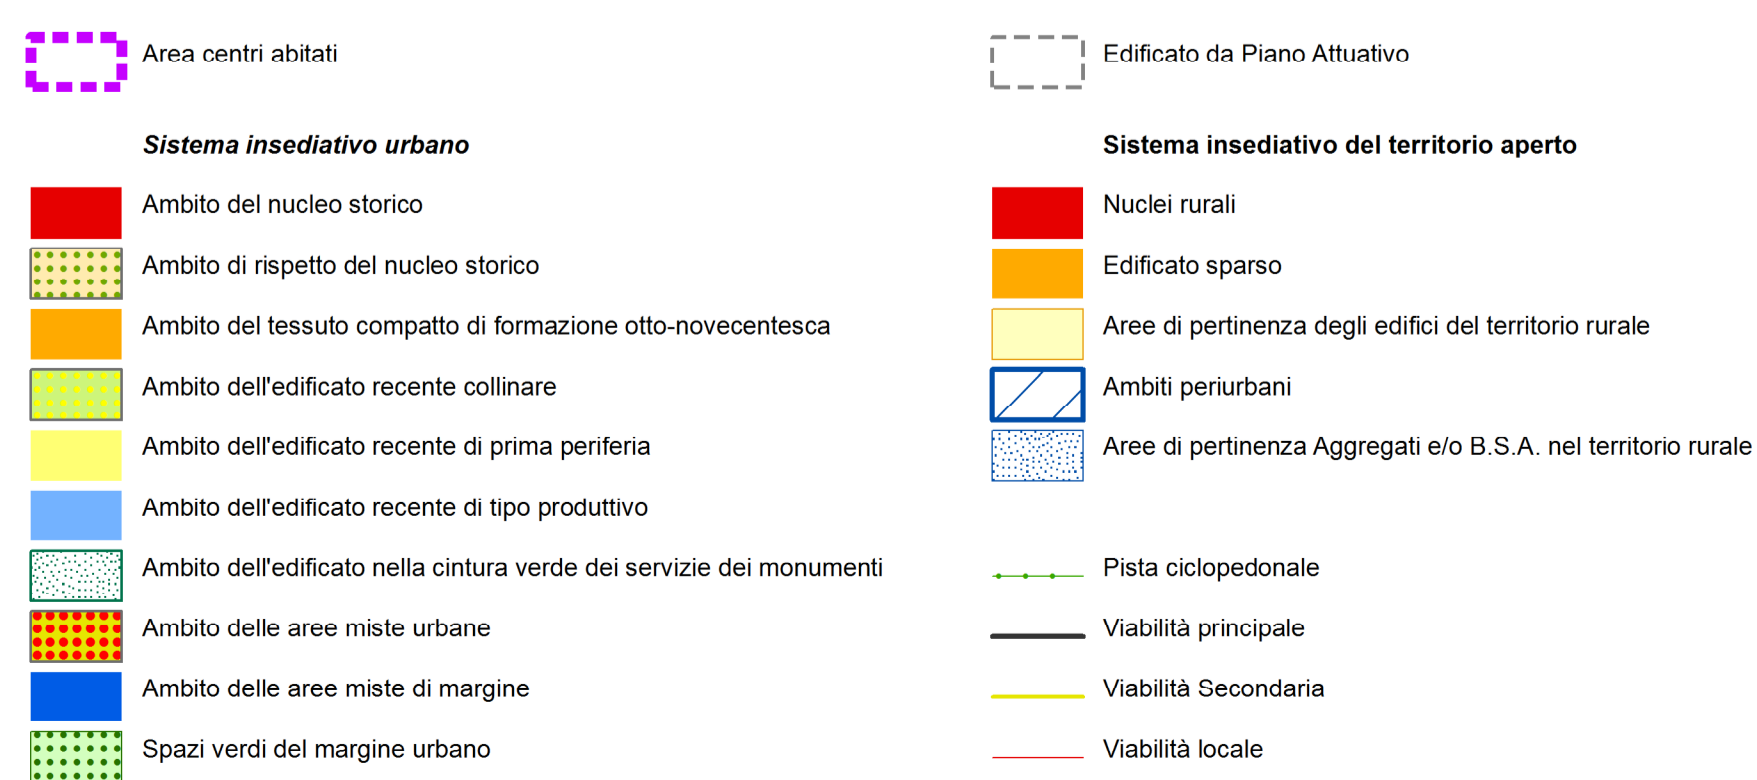 Area centri abitati
Sistema insediativo urbano
Ambito del nucleo storico
Ambito di rispetto del nucleo storico
Ambito del tessuto compatto di formazione otto-novecentesca
Ambito dell'edificato recente collinare
Ambito dell'edificato recente di prima periferia
Ambito dell'edificato recente di tipo produttivo
Ambito dell'edificato nella cintura verde dei servizie dei monumenti
Ambito delle aree miste urbane
Ambito delle aree miste di margine
Spazi verdi del margine urbano
Edificato da Piano Attuativo
Sistema insediativo del territorio aperto
Nuclei rurali
Edificato sparso
Aree di pertinenza degli edifici del territorio rurale
Ambiti periurbani
Aree di pertinenza Aggregati e/o B.S.A. nel territorio rurale
Pista ciclopedonale
Viabilità principale
Viabilità Secondaria
Viabilità locale